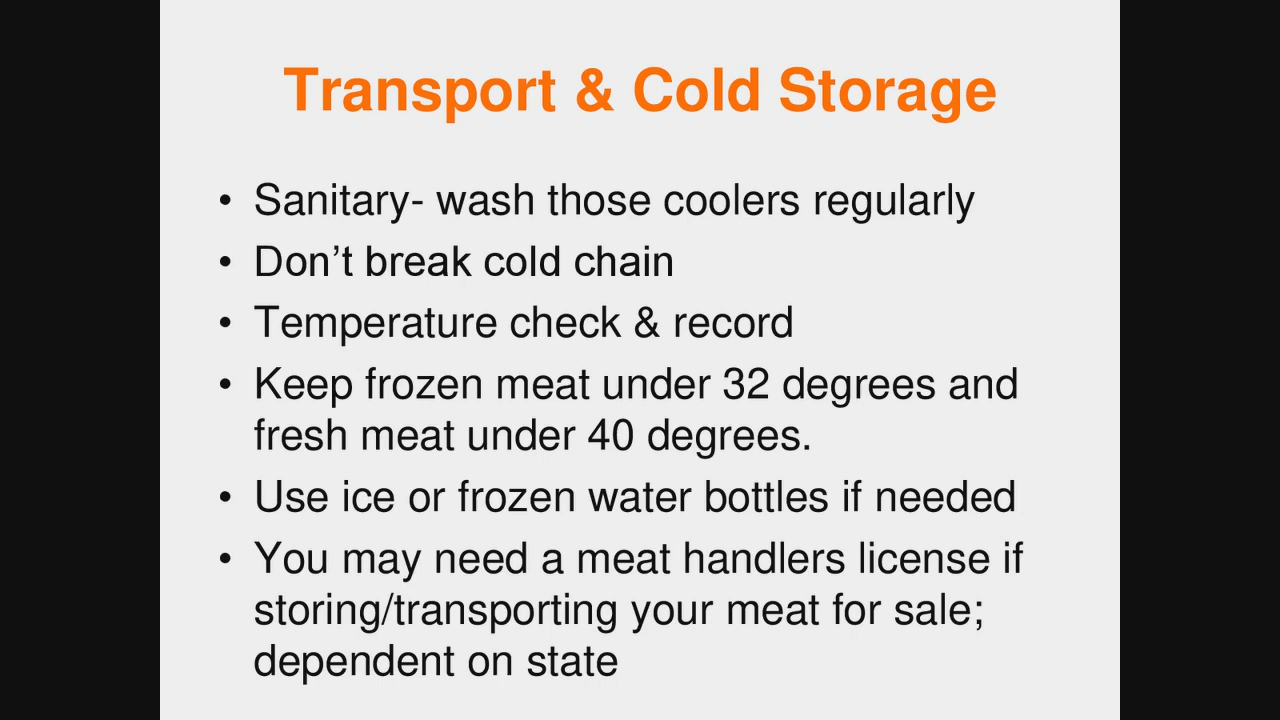 Transport & Cold Storage
• Sanitary- wash those coolers regularly
• Don’t break cold chain
• Temperature check & record
• Keep frozen meat under 32 degrees and
fresh meat under 40 degrees.
• Use ice or frozen water bottles if needed
• You may need a meat handlers license if
storing/transporting your meat for sale;
dependent on state